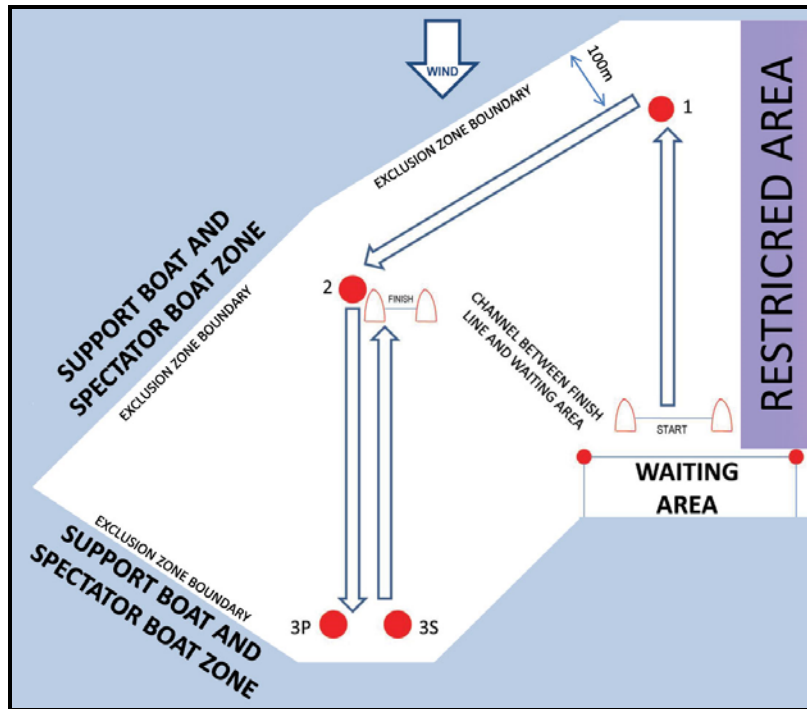 WIND
100m
1
EXCLUSION ZONE BOUNDARY
RESTRICRED AREA
SUPPORT BOAT AND
SPECTATOR BOAT ZONE
EXCLUSION ZONE BOUNDARY
2
FINISH
CHANNEL BETWEEN FINISH
LINE AND WAITING AREA
START
WAITING
AREA
EXCLUSION ZONE BOUNDARY
SUPPORT BOAT AND
SPECTATOR BOAT ZONE
3P
3S